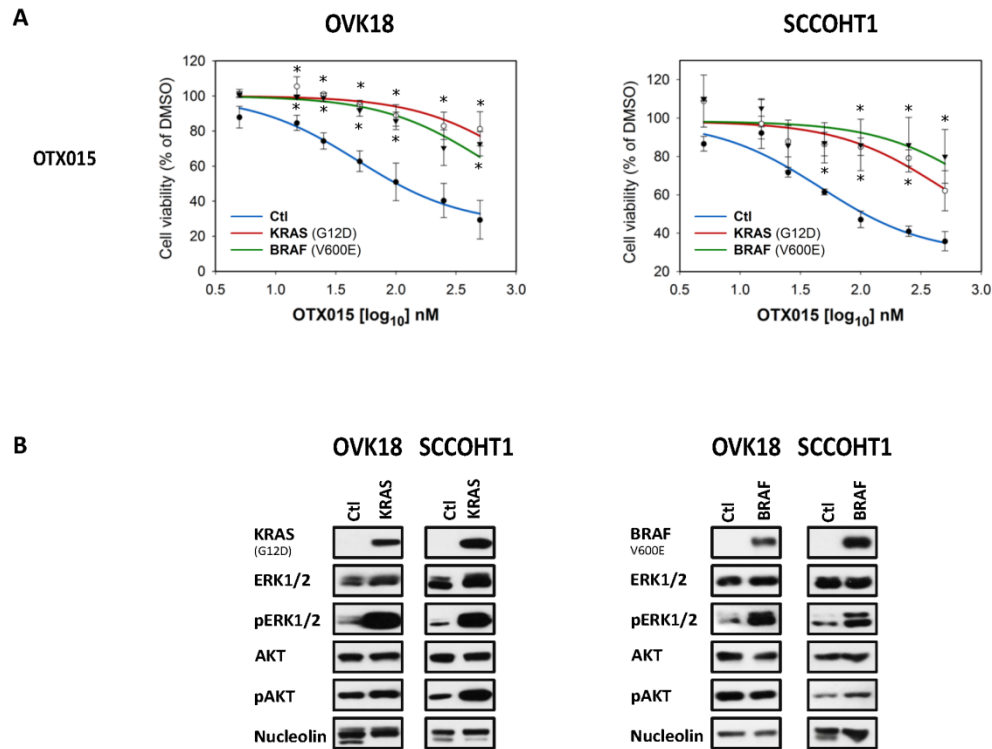 A
OVK18
SCCOHT1
OTX015
Cell viability (% of DMSO)
120
100
80
60
40
20
0
* * * * * *
* * * * *
Ctl
KRAS (G12D)
BRAF (V600E)
0.5 1.0 1.5 2.0 2.5 3.0
OTX015 [log10] nM
Cell viability (% of DMSO)
120
100
80
60
40
20
* * *
* * *
Ctl
KRAS (G12D)
BRAF (V600E)
0.5 1.0 1.5 2.0 2.5 3.0
OTX015 [log10] nM
B
OVK18 SCCOHT1
Ctl KRAS Ctl KRAS
KRAS
(G12D)
ERK1/2
pERK1/2
AKT
pAKT
Nucleolin
OVK18 SCCOHT1
Ctl BRAF Ctl BRAF
BRAF
V600E
ERK1/2
pERK1/2
AKT
pAKT
Nucleolin